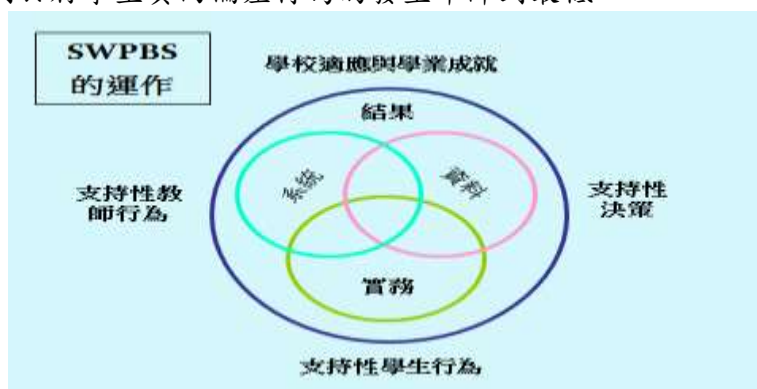 SWPBS
的運作
學校適應與學業成就
結果
系統
資料
支持性教
師行為
支持性
決策
實務
支持性學生行為